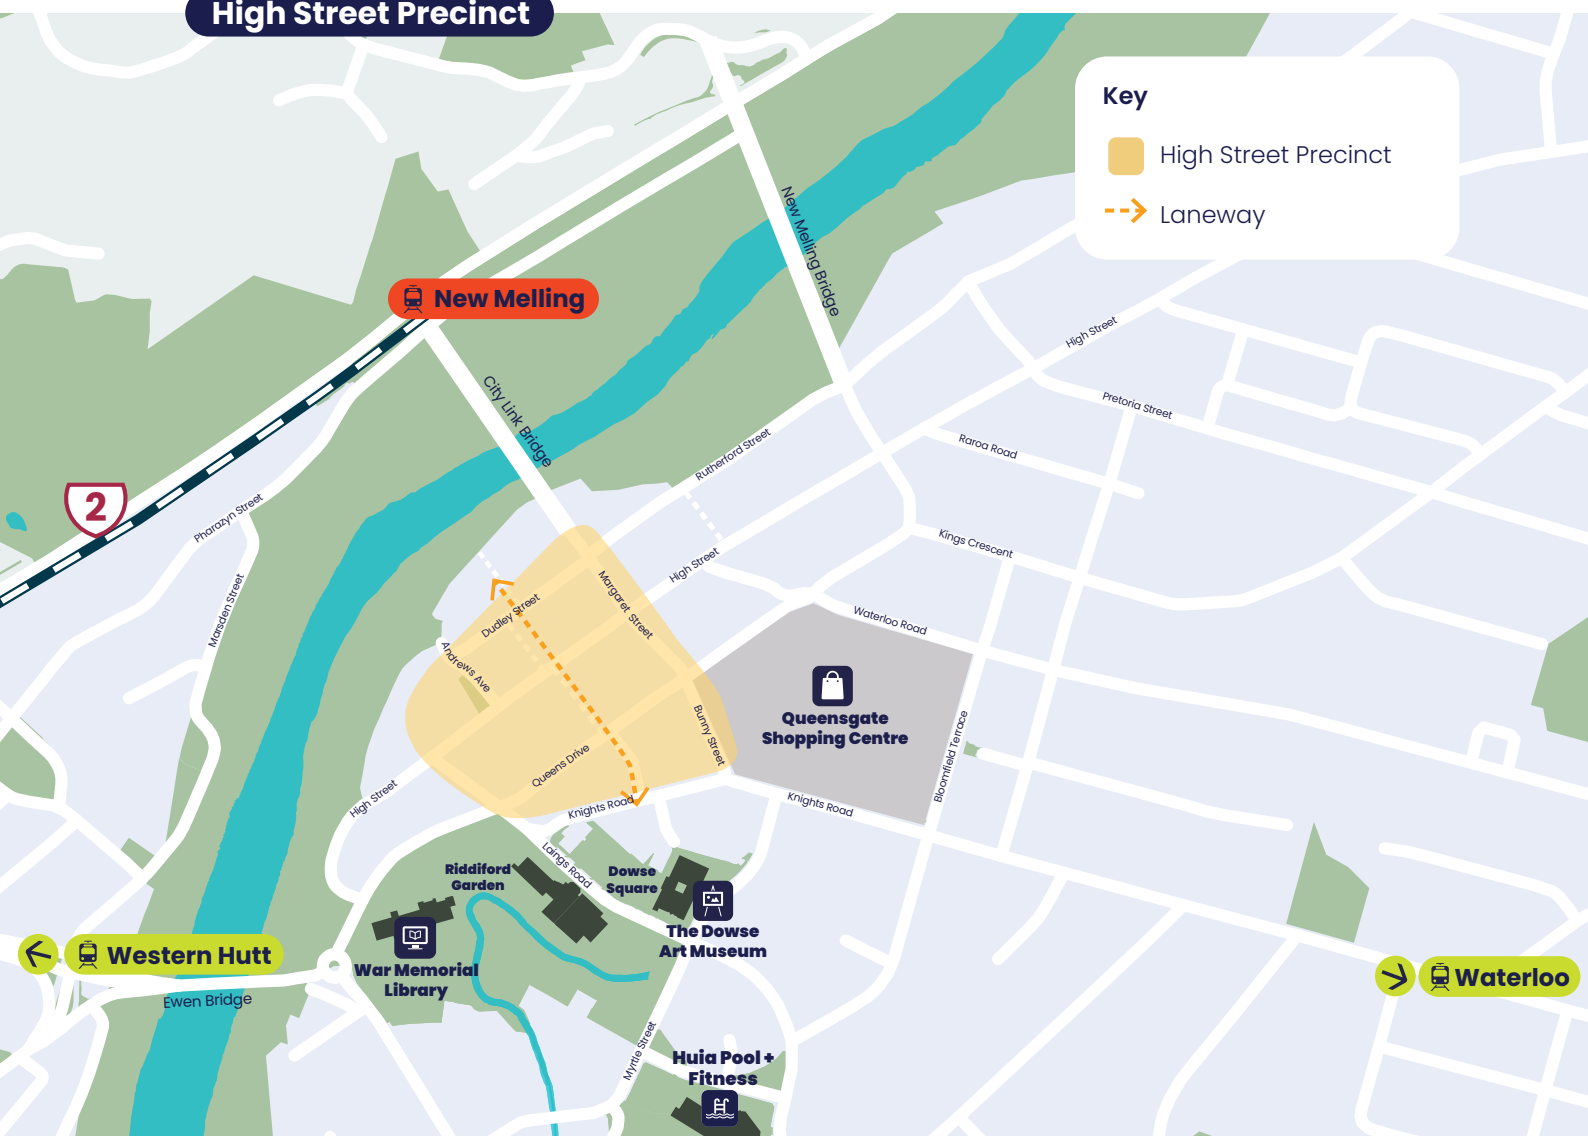 High Street Precinct
Key
High Street Precinct
Laneway
New Melling Bridge
New Melling
High Street
City Link Bridge
Pretoria Street
Rutherford Street
Raroa Road
2
Pharazyn Street
Kings Crescent
High Street
Marsden Street
Margaret Street
Dudley Street
Waterloo Road
Andrews Ave
Queensgate
Shopping Centre
Bunny Street
Bloomfield Terrace
Queens Drive
High Street
Knights Road
Knights Road
Laings Road
Riddiford
Garden
Dowse
Square
The Dowse
Art Museum
War Memorial
Library
Western Hutt
Waterloo
Ewen Bridge
Myrtle Street
Huia Pool +
Fitness